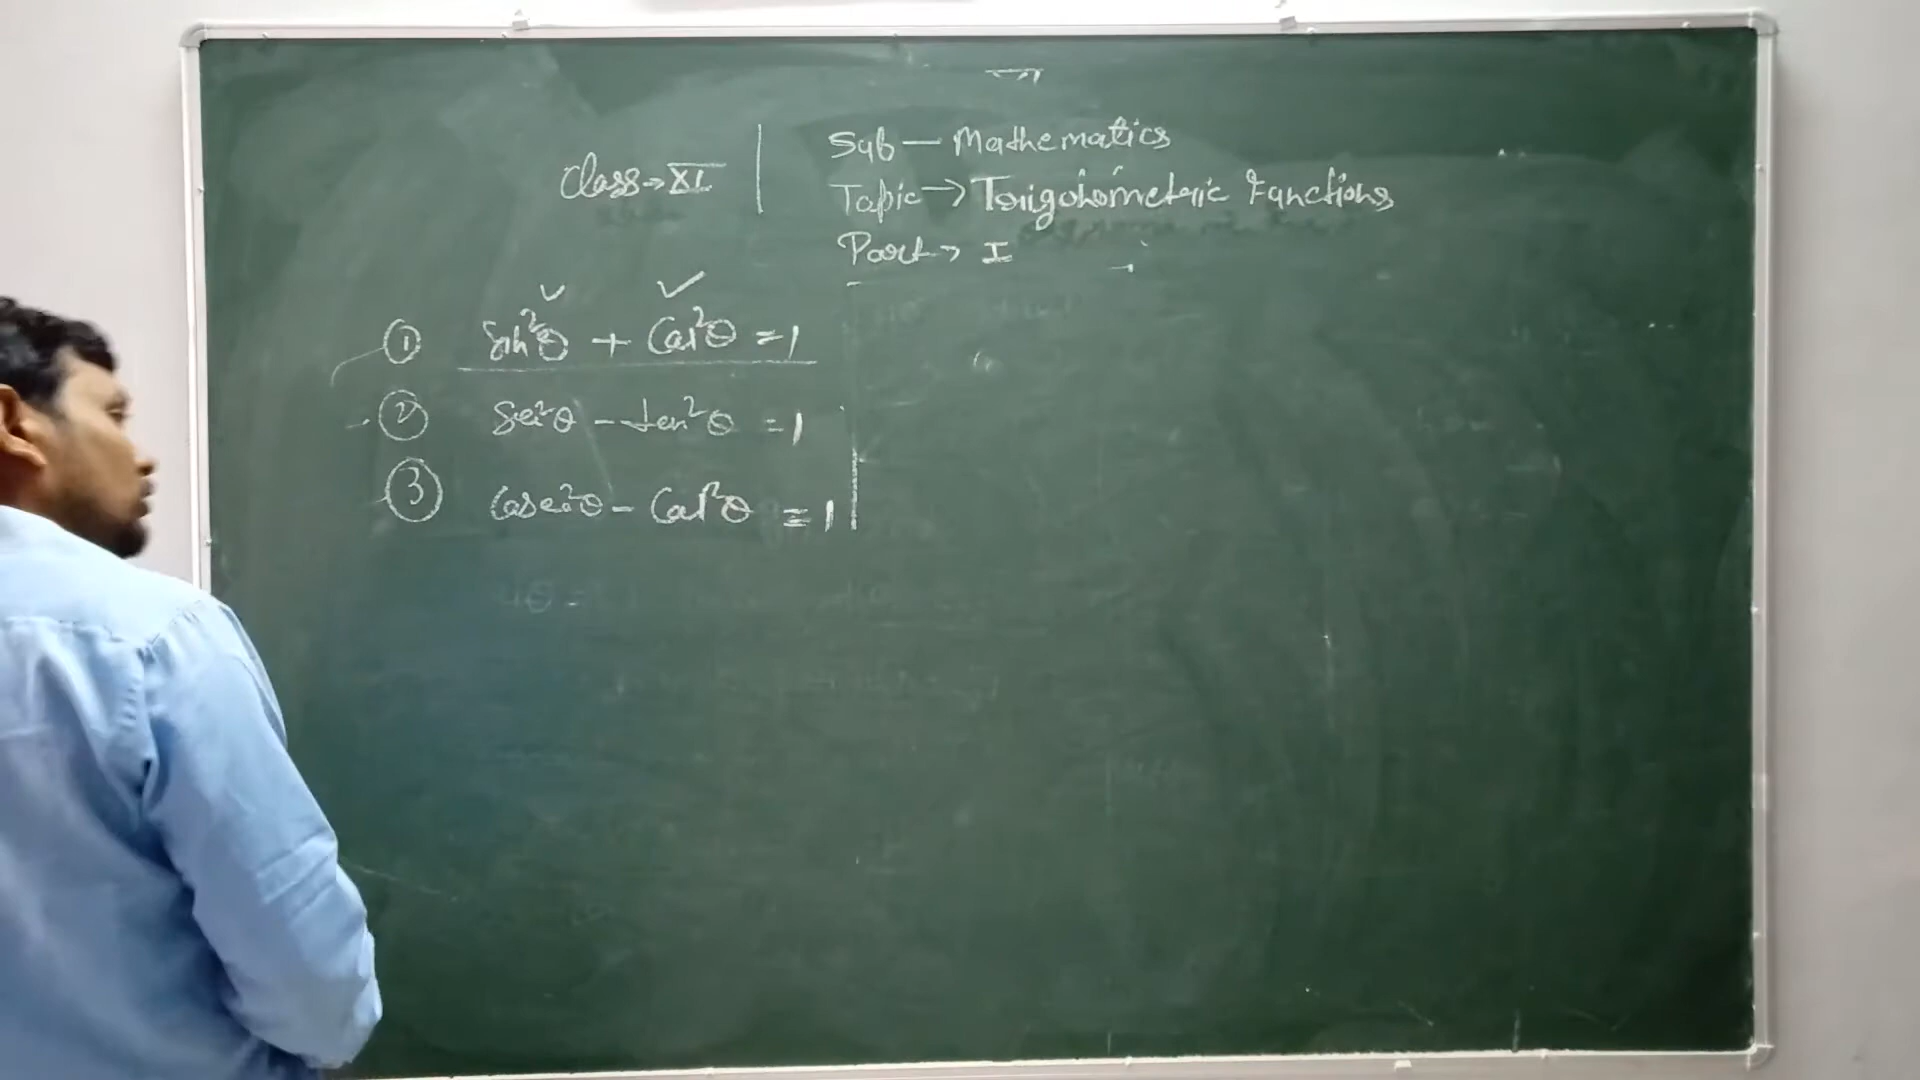 Class → XI
Sub — Mathematics
Topic → Trigonometric Functions
Part → I
① Sin²θ + Cos²θ = 1
② Sec²θ - tan²θ = 1
③ Cosec²θ - Cot²θ = 1